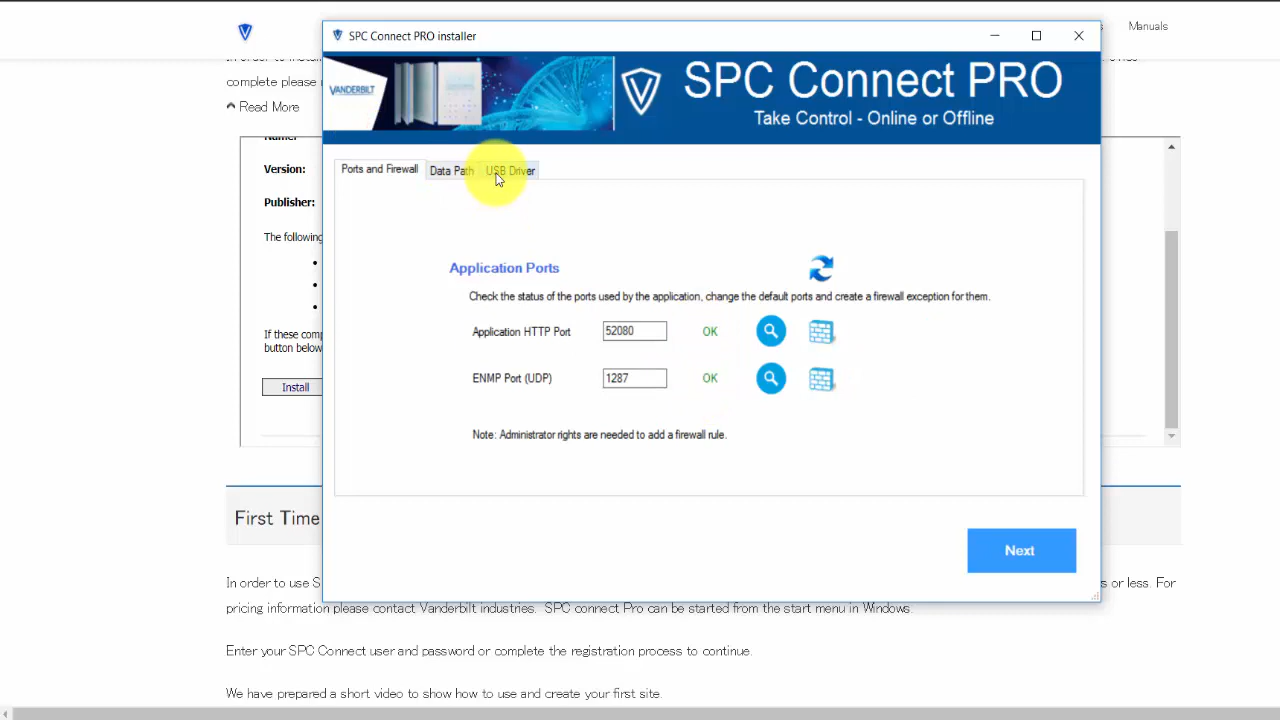 Manuals
SPC Connect PRO installer
VANDERBILT
SPC Connect PRO
Take Control - Online or Offline
complete please
Read More
Version:
Publisher:
The following
If these comp
button below
Install
Ports and Firewall
Data Path
USB Driver
Application Ports
Check the status of the ports used by the application, change the default ports and create a firewall exception for them.
Application HTTP Port
52080
OK
ENMP Port (UDP)
1287
OK
Note: Administrator rights are needed to add a firewall rule.
Next
First Time
In order to use S
s or less. For
pricing information please contact Vanderbilt industries. SPC connect Pro can be started from the start menu in Windows.
Enter your SPC Connect user and password or complete the registration process to continue.
We have prepared a short video to show how to use and create your first site.